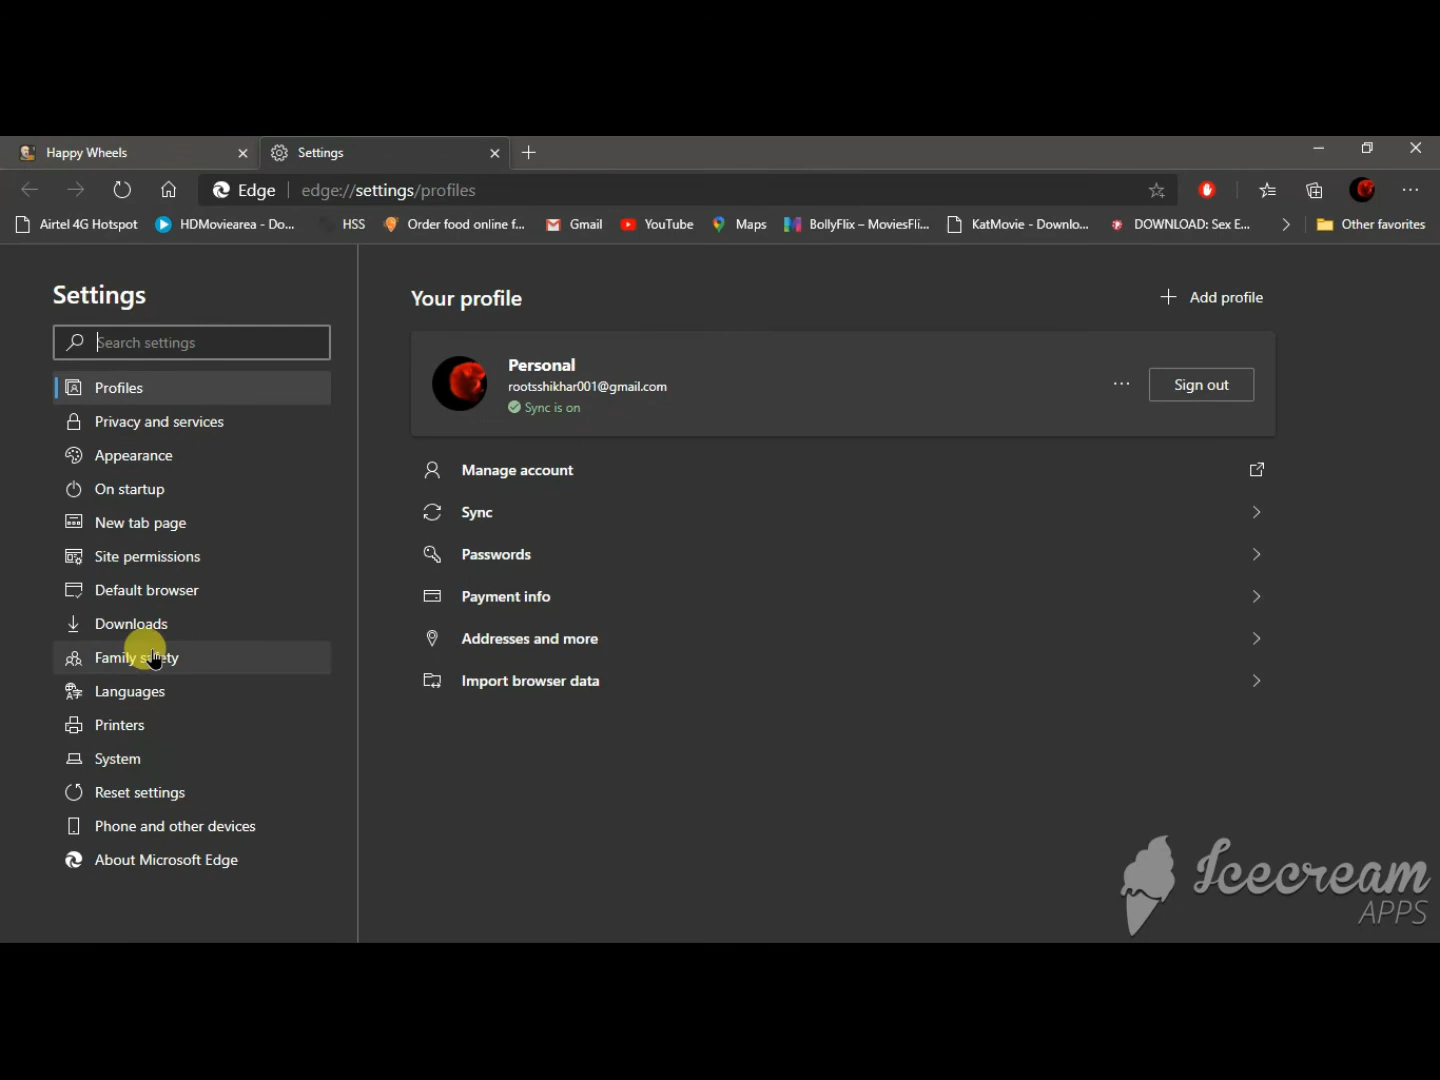 Happy Wheels
Settings
Edge edge://settings/profiles
Airtel 4G Hotspot HDMoviearea - Do... HSS Order food online f... Gmail YouTube Maps BollyFlix – MoviesFli... KatMovie - Downlo... DOWNLOAD: Sex E... Other favorites
Settings
Search settings
Profiles
Privacy and services
Appearance
On startup
New tab page
Site permissions
Default browser
Downloads
Family safety
Languages
Printers
System
Reset settings
Phone and other devices
About Microsoft Edge
Your profile
Add profile
Personal
rootsshikhar001@gmail.com
Sync is on
Sign out
Manage account
Sync
Passwords
Payment info
Addresses and more
Import browser data
Icecream
APPS